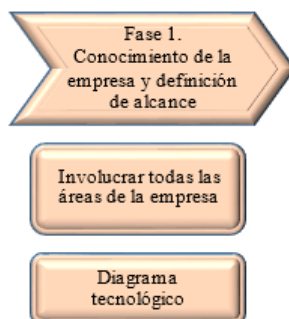 Fase 1.
Conocimiento de la
empresa y definición
de alcance
Involucrar todas las
áreas de la empresa
Diagrama
tecnológico